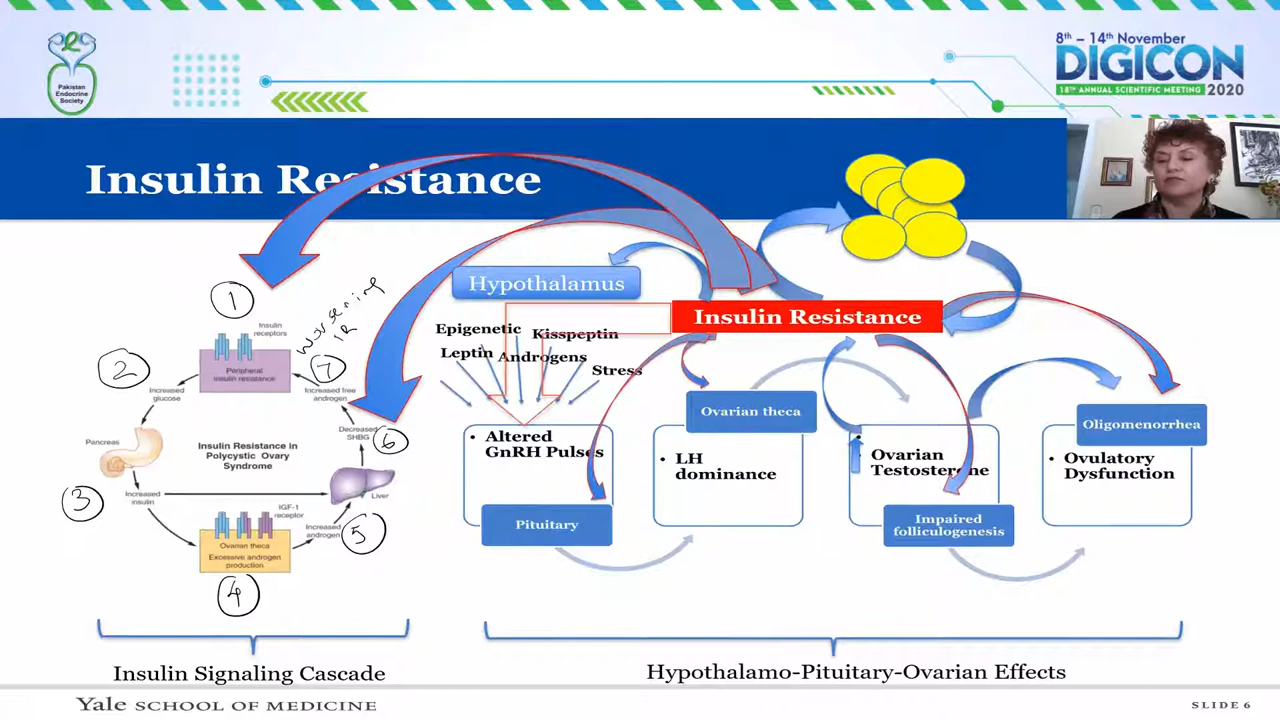 Pakistan
Endocrine
Society
8th – 14th November
DIGICON
18TH ANNUAL SCIENTIFIC MEETING 2020
Insulin Resistance
Hypothalamus
Insulin Resistance
Epigenetic
Kisspeptin
Leptin
Androgens
Stress
1
Insulin
receptors
Peripheral
insulin resistance
worsening
IR
2
Increased
glucose
7
Increased free
androgen
Pancreas
Insulin Resistance in
Polycystic Ovary
Syndrome
Decreased
SHBG
6
3
Increased
insulin
Liver
IGF-1
receptor
Increased
androgen
5
Ovarian theca
Excessive androgen
production
4
• Altered
GnRH Pulses
Pituitary
Ovarian theca
• LH
dominance
• Ovarian
Testosterone
Impaired
folliculogenesis
Oligomenorrhea
• Ovulatory
Dysfunction
Insulin Signaling Cascade
Hypothalamo-Pituitary-Ovarian Effects
Yale SCHOOL OF MEDICINE
SLIDE 6